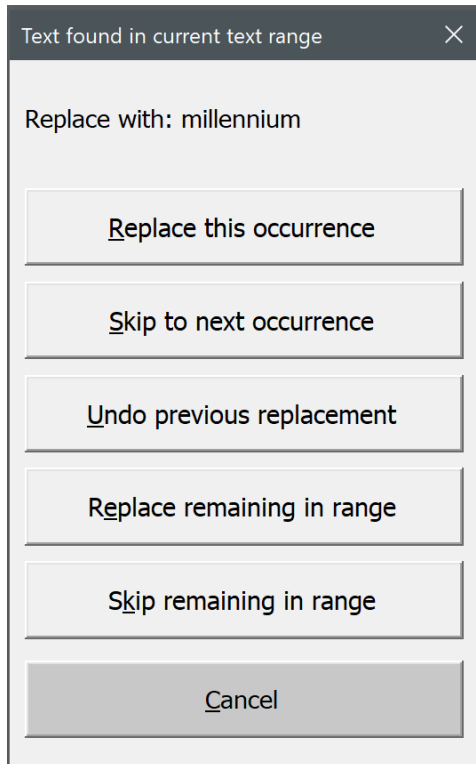 Text found in current text range
Replace with: millennium
Replace this occurrence
Skip to next occurrence
Undo previous replacement
Replace remaining in range
Skip remaining in range
Cancel